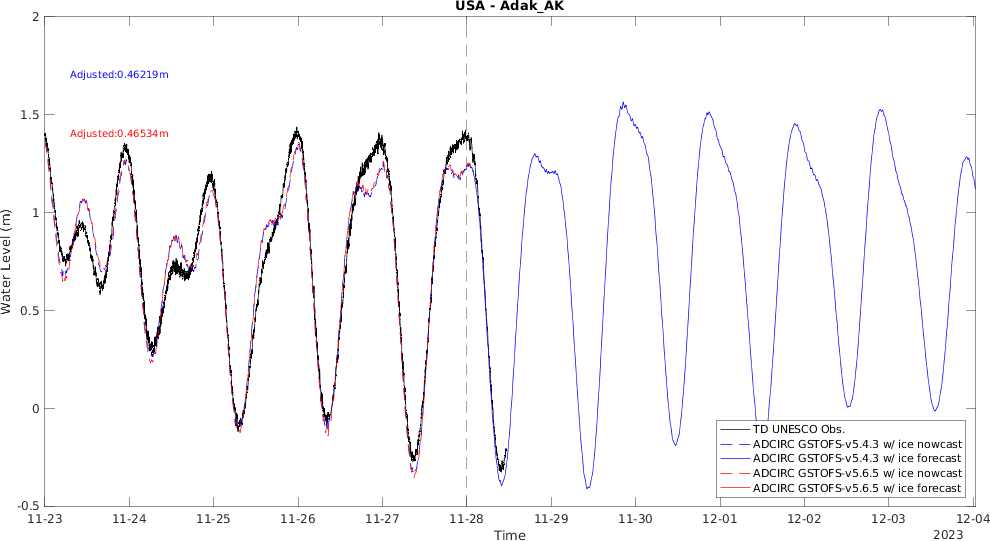 USA - Adak_AK
2
1.5
1
0.5
0
-0.5
Water Level (m)
Adjusted:0.46219m
Adjusted:0.46534m
TD UNESCO Obs.
ADCIRC GSTOFS-v5.4.3 w/ ice nowcast
ADCIRC GSTOFS-v5.4.3 w/ ice forecast
ADCIRC GSTOFS-v5.6.5 w/ ice nowcast
ADCIRC GSTOFS-v5.6.5 w/ ice forecast
11-23 11-24 11-25 11-26 11-27 11-28 11-29 11-30 12-01 12-02 12-03 12-04
Time
2023